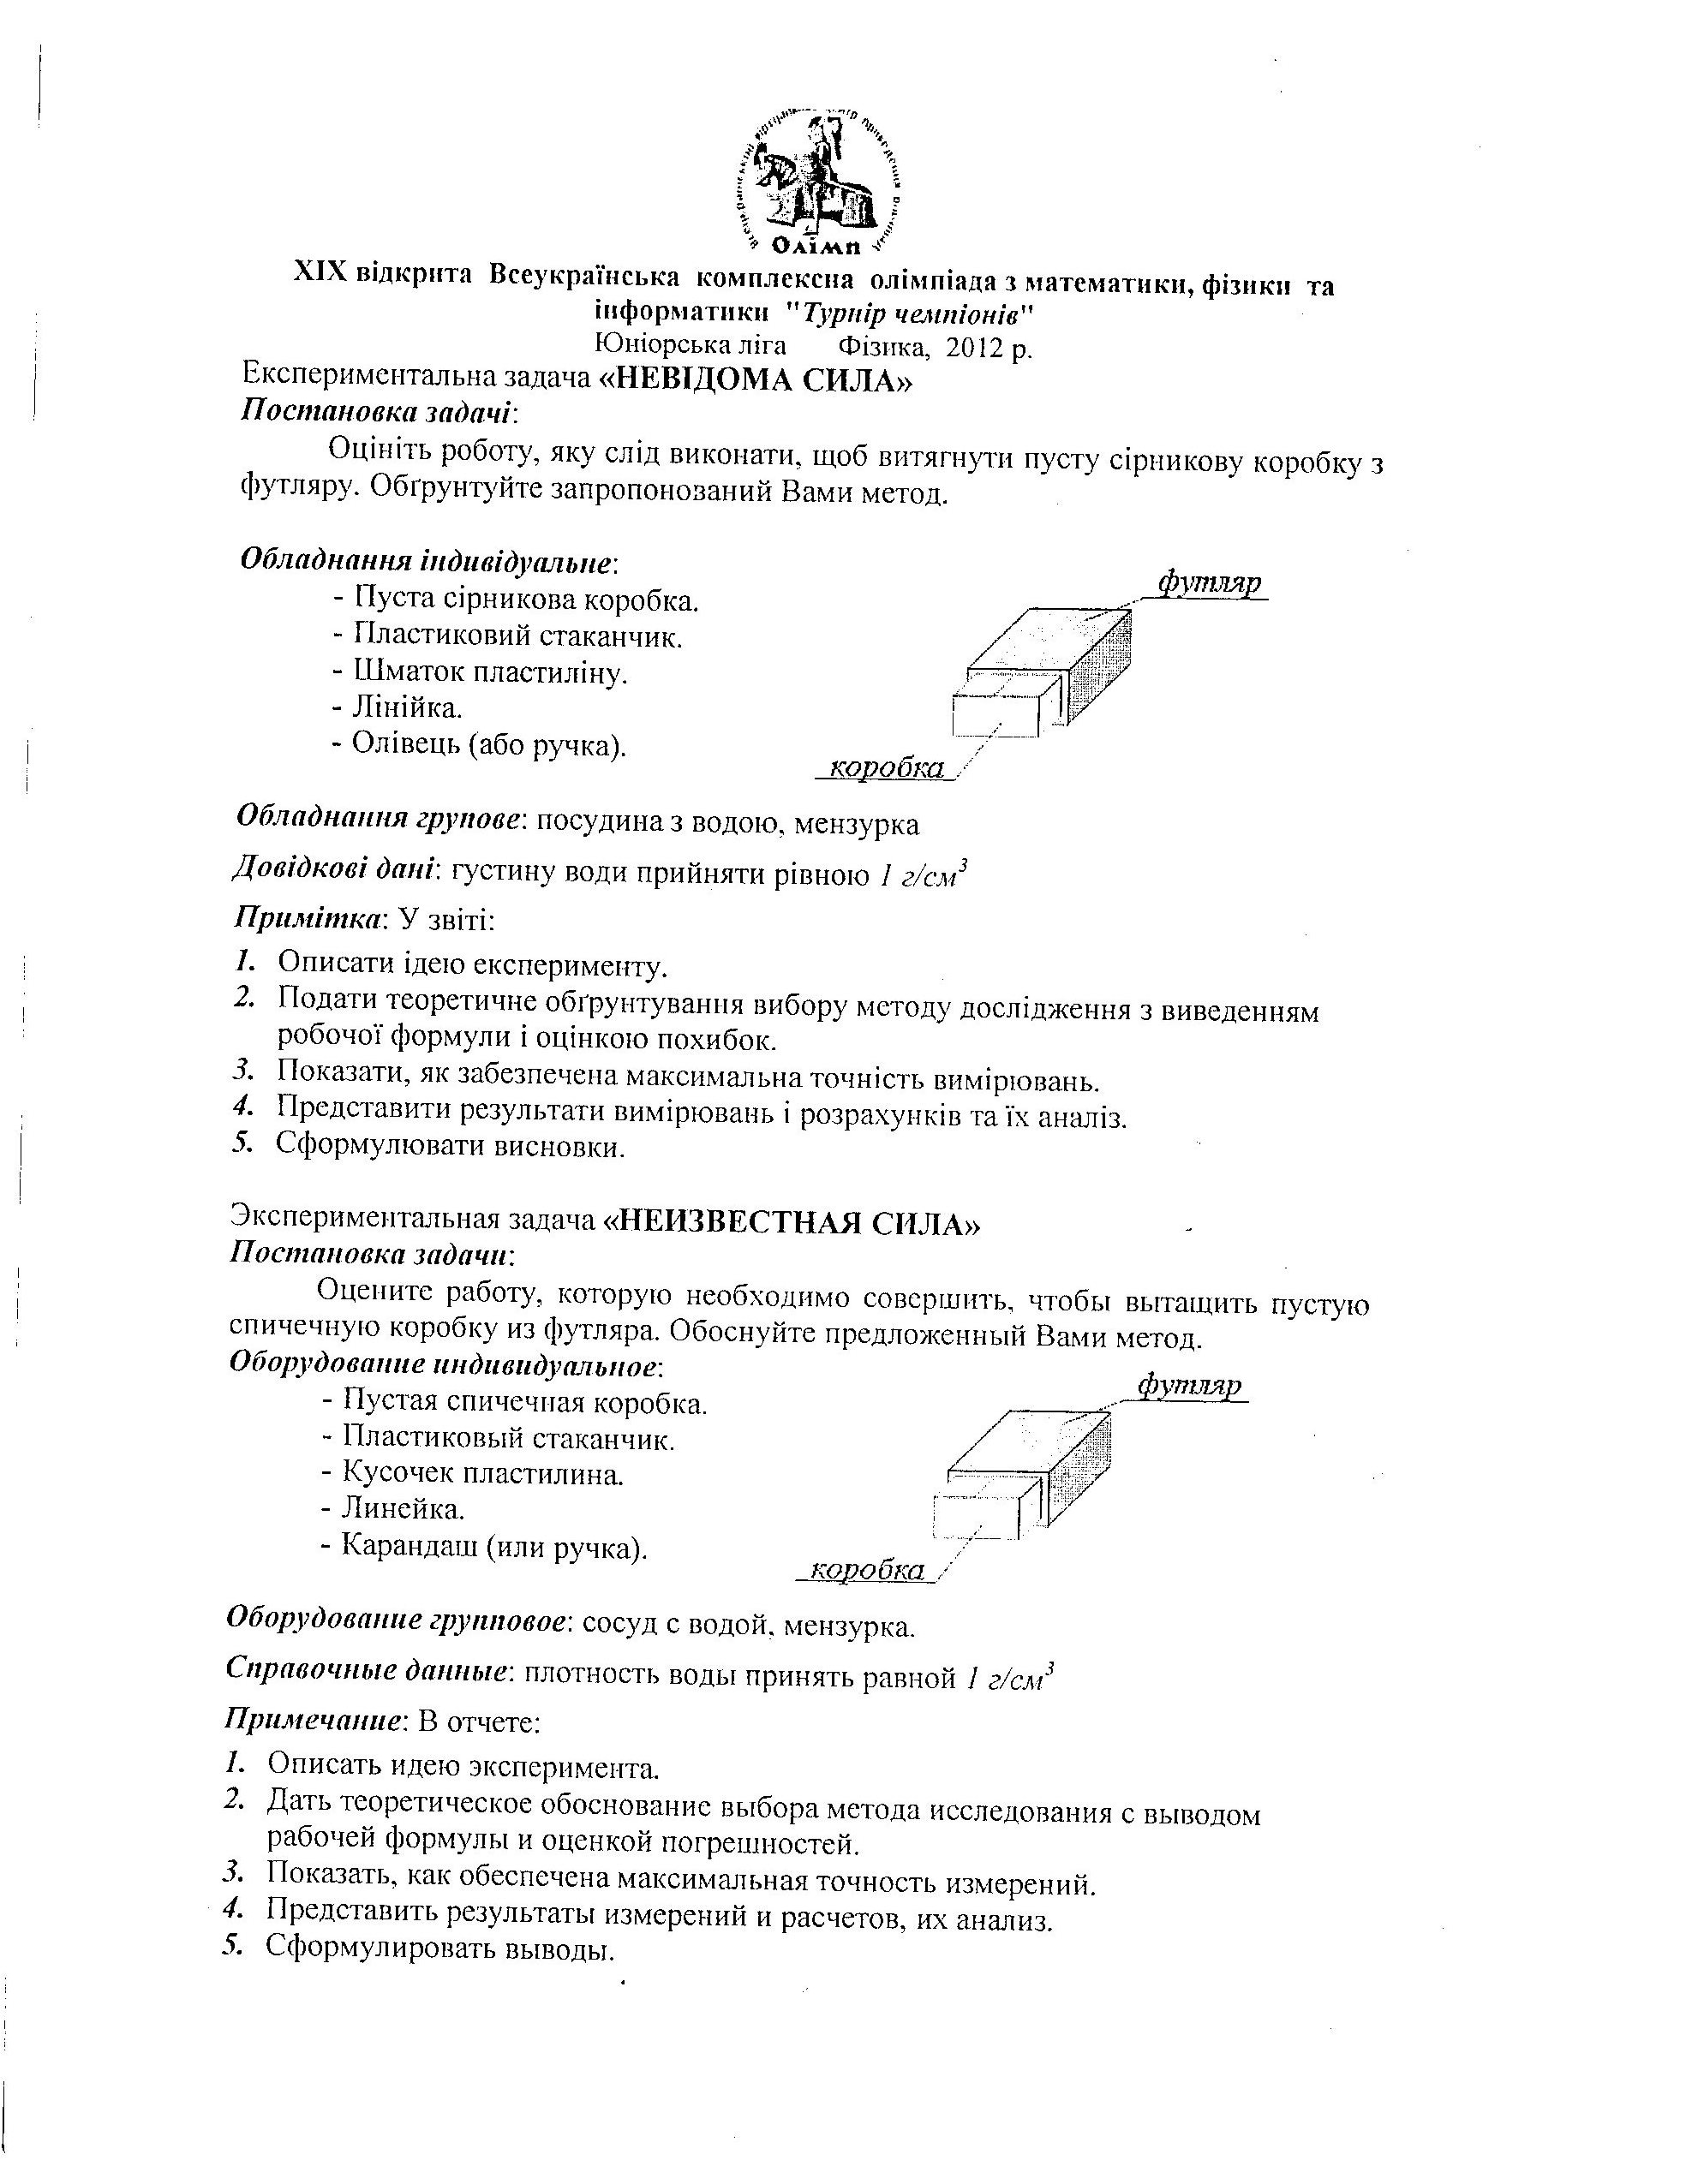 Олімп
XIX відкрита Всеукраїнська комплексна олімпіада з математики, фізики та
інформатики "Турнір чемпіонів"
Юніорська ліга Фізика, 2012 р.
Експериментальна задача «НЕВІДОМА СИЛА»
Постановка задачі:
Оцініть роботу, яку слід виконати, щоб витягнути пусту сірникову коробку з
футляру. Обґрунтуйте запропонований Вами метод.
Обладнання індивідуальне:
- Пуста сірникова коробка.
- Пластиковий стаканчик.
- Шматок пластиліну.
- Лінійка.
- Олівець (або ручка).
футляр
коробка
Обладнання групове: посудина з водою, мензурка
Довідкові дані: густину води прийняти рівною 1 г/см³
Примітка: У звіті:
1. Описати ідею експерименту.
2. Подати теоретичне обґрунтування вибору методу дослідження з виведенням
робочої формули і оцінкою похибок.
3. Показати, як забезпечена максимальна точність вимірювань.
4. Представити результати вимірювань і розрахунків та їх аналіз.
5. Сформулювати висновки.
Экспериментальная задача «НЕИЗВЕСТНАЯ СИЛА»
Постановка задачи:
Оцените работу, которую необходимо совершить, чтобы вытащить пустую
спичечную коробку из футляра. Обоснуйте предложенный Вами метод.
Оборудование индивидуальное:
- Пустая спичечная коробка.
- Пластиковый стаканчик.
- Кусочек пластилина.
- Линейка.
- Карандаш (или ручка).
футляр
коробка
Оборудование групповое: сосуд с водой, мензурка.
Справочные данные: плотность воды принять равной 1 г/см³
Примечание: В отчете:
1. Описать идею эксперимента.
2. Дать теоретическое обоснование выбора метода исследования с выводом
рабочей формулы и оценкой погрешностей.
3. Показать, как обеспечена максимальная точность измерений.
4. Представить результаты измерений и расчетов, их анализ.
5. Сформулировать выводы.